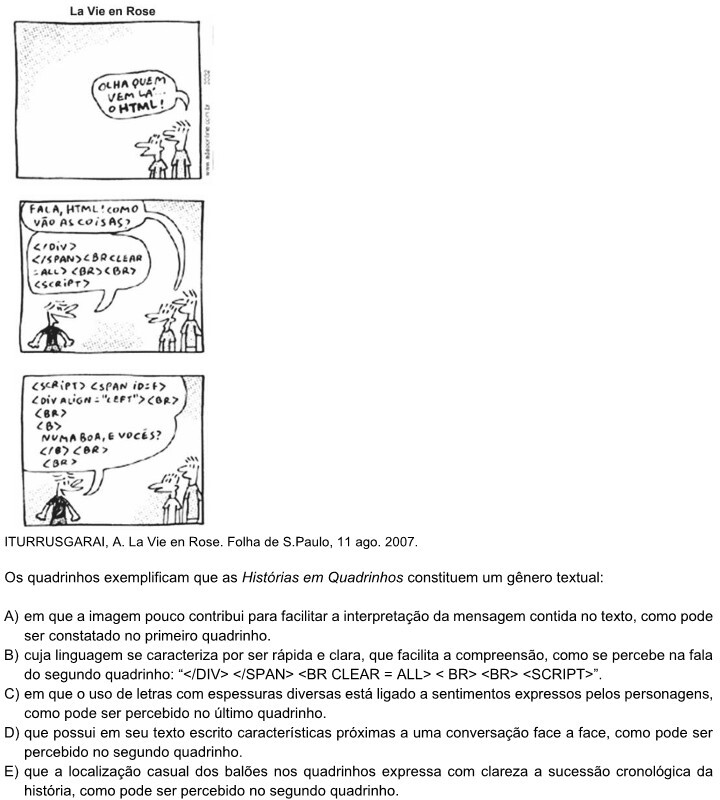 La Vie en Rose
OLHA QUEM
VEM LÁ...
O HTML!
FALA, HTML! COMO
VÃO AS COISAS?
</DIV>
</SPAN><BR CLEAR
=ALL> <BR><BR>
<SCRIPT>
<SCRIPT> <SPAN ID=F>
<DIV ALIGN="LEFT"><BR>
<BR>
<B>
NUMA BOA, E VOCÊS?
</B> <BR>
<BR>
ITURRUSGARAI, A. La Vie en Rose. Folha de S.Paulo, 11 ago. 2007.
Os quadrinhos exemplificam que as Histórias em Quadrinhos constituem um gênero textual:
A) em que a imagem pouco contribui para facilitar a interpretação da mensagem contida no texto, como pode
ser constatado no primeiro quadrinho.
B) cuja linguagem se caracteriza por ser rápida e clara, que facilita a compreensão, como se percebe na fala
do segundo quadrinho: “</DIV> </SPAN> <BR CLEAR = ALL> < BR> <BR> <SCRIPT>”.
C) em que o uso de letras com espessuras diversas está ligado a sentimentos expressos pelos personagens,
como pode ser percebido no último quadrinho.
D) que possui em seu texto escrito características próximas a uma conversação face a face, como pode ser
percebido no segundo quadrinho.
E) que a localização casual dos balões nos quadrinhos expressa com clareza a sucessão cronológica da
história, como pode ser percebido no segundo quadrinho.